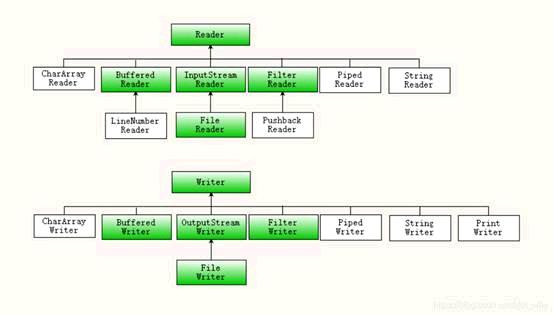 Reader
CharArray
Reader
Buffered
Reader
InputStream
Reader
Filter
Reader
Piped
Reader
String
Reader
LineNumber
Reader
File
Reader
Pushback
Reader
Writer
CharArray
Writer
Buffered
Writer
OutputStream
Writer
Filter
Writer
Piped
Writer
String
Writer
Print
Writer
File
Writer